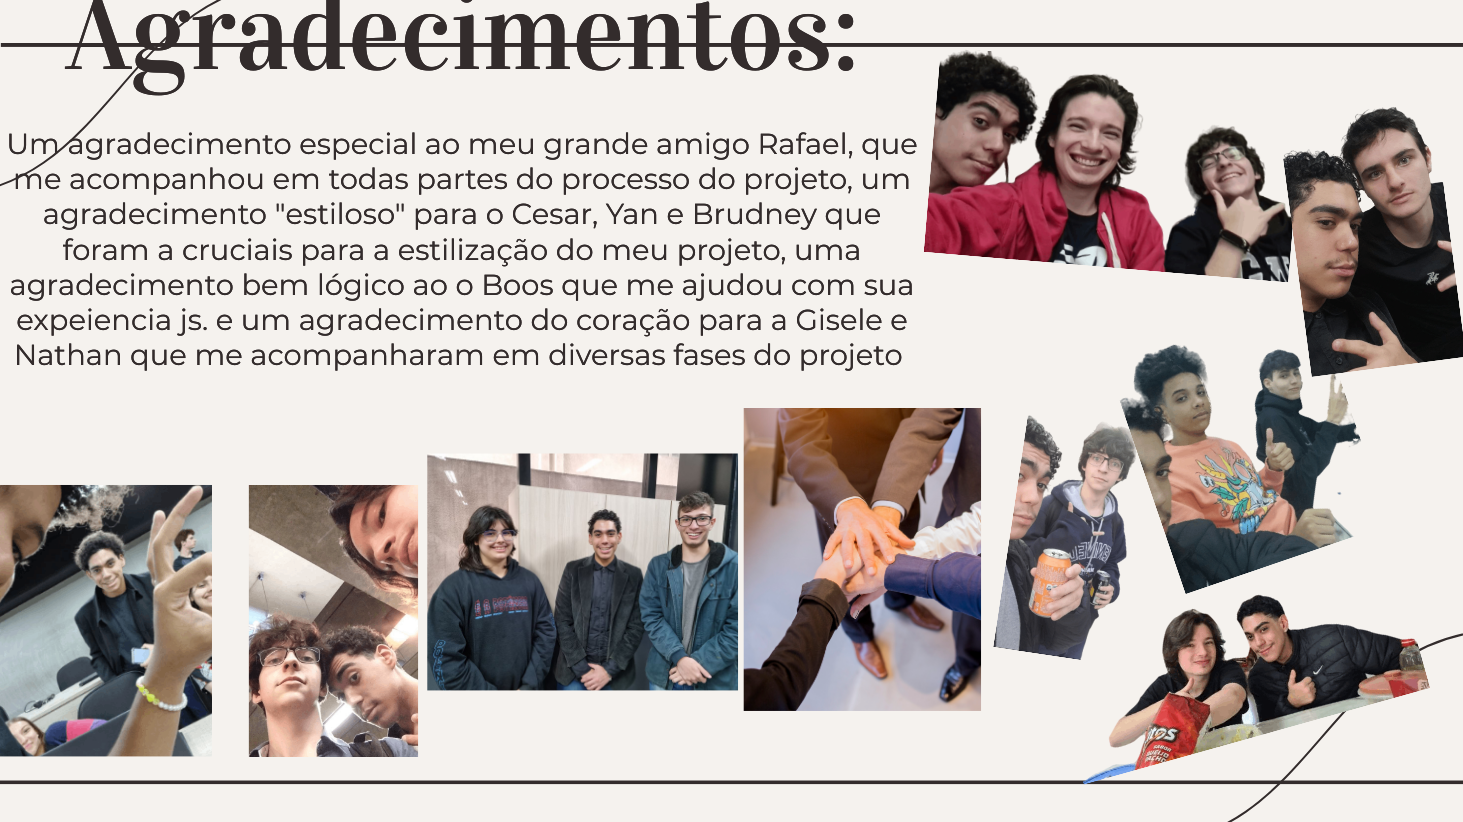 Agradecimentos:
Um agradecimento especial ao meu grande amigo Rafael, que
me acompanhou em todas partes do processo do projeto, um
agradecimento "estiloso" para o Cesar, Yan e Brudney que
foram a cruciais para a estilização do meu projeto, uma
agradecimento bem lógico ao o Boos que me ajudou com sua
expeiencia js. e um agradecimento do coração para a Gisele e
Nathan que me acompanharam em diversas fases do projeto